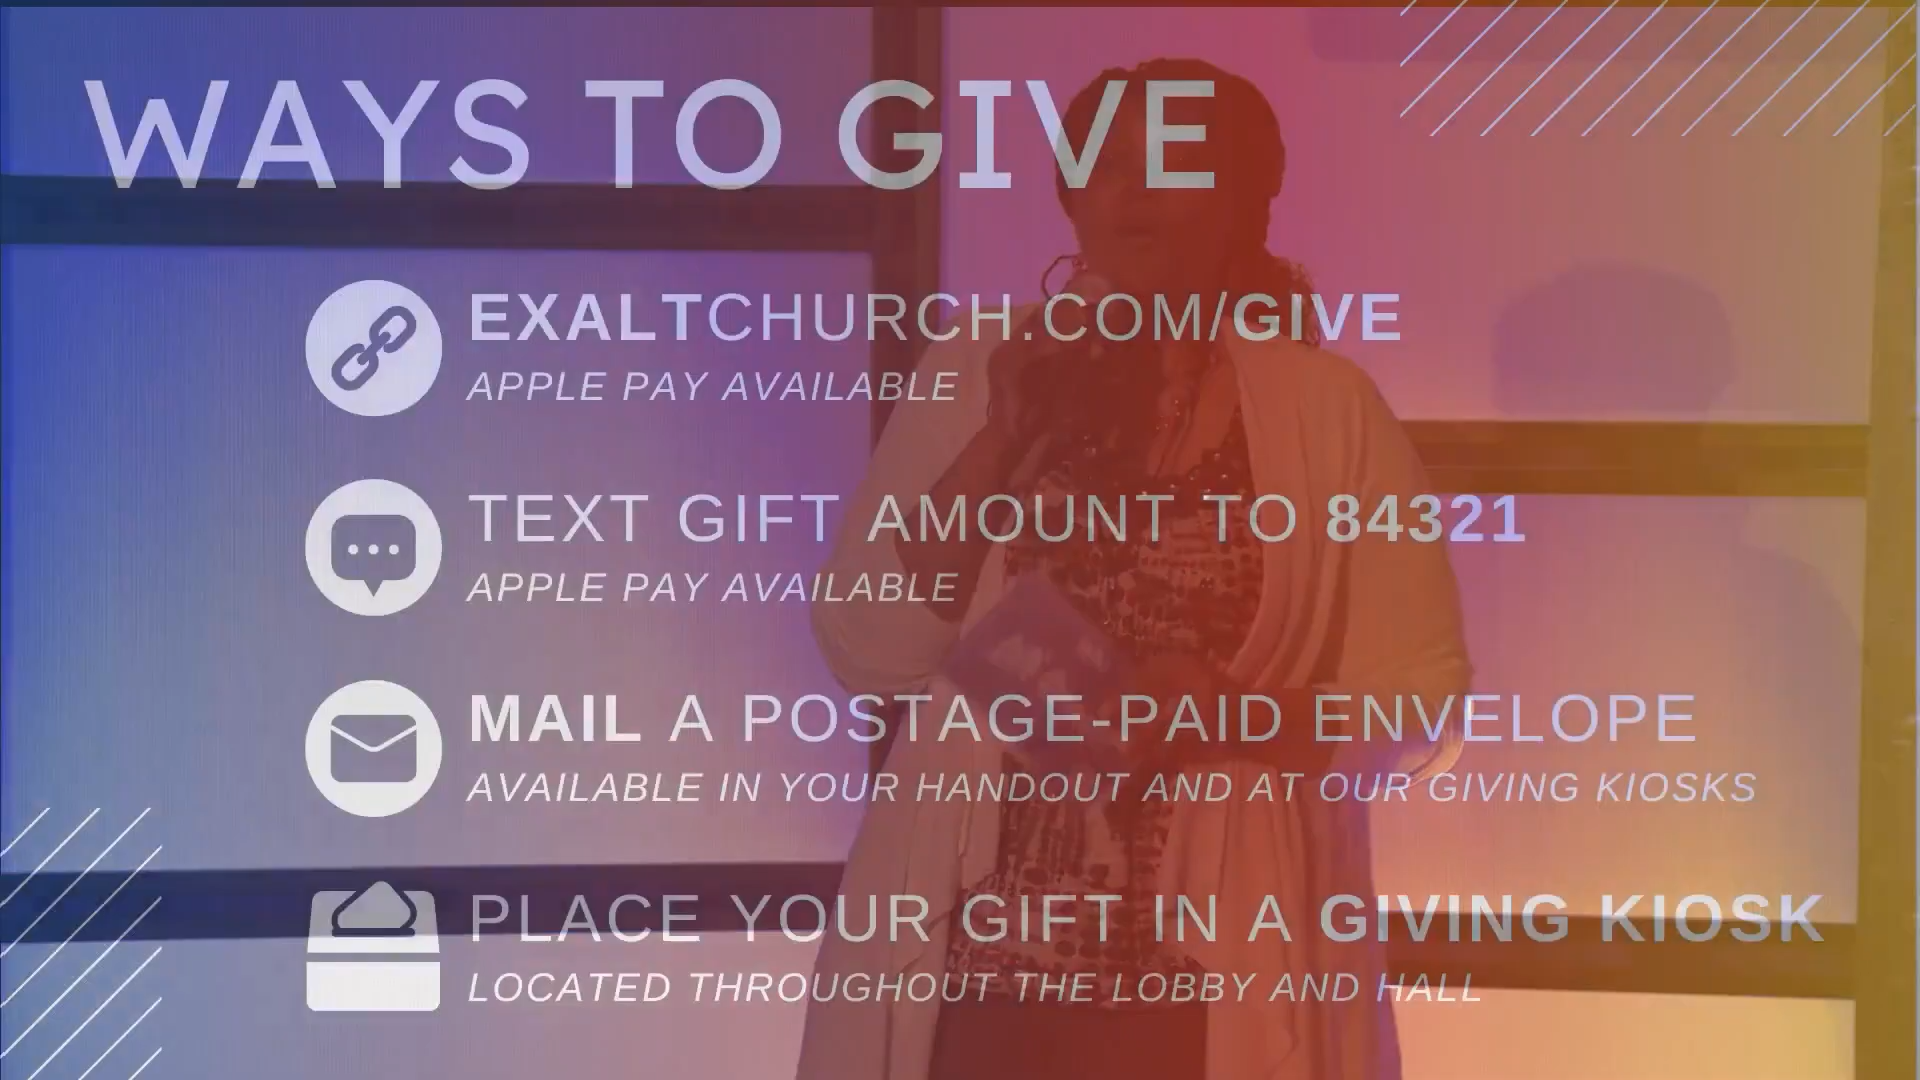 WAYS TO GIVE
EXALTCHURCH.COM/GIVE
APPLE PAY AVAILABLE
TEXT GIFT AMOUNT TO 84321
APPLE PAY AVAILABLE
MAIL A POSTAGE-PAID ENVELOPE
AVAILABLE IN YOUR HANDOUT AND AT OUR GIVING KIOSKS
PLACE YOUR GIFT IN A GIVING KIOSK
LOCATED THROUGHOUT THE LOBBY AND HALL